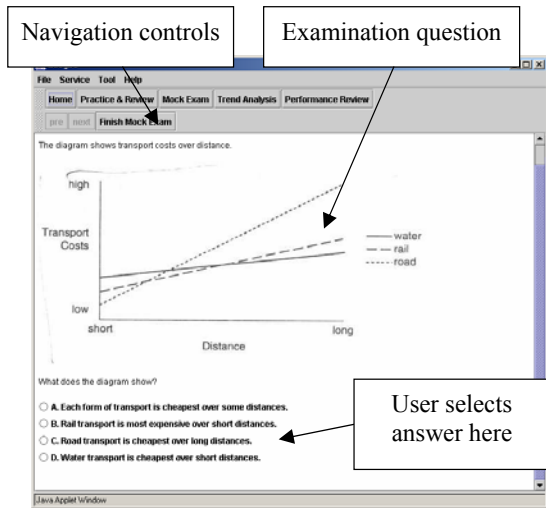 Navigation controls
Examination question
File Service Tool Help
Home Practice & Review Mock Exam Trend Analysis Performance Review
pre next Finish Mock Exam
The diagram shows transport costs over distance.
high
Transport
Costs
low
short
long
Distance
water
rail
road
What does the diagram show?
A. Each form of transport is cheapest over some distances.
B. Rail transport is most expensive over short distances.
C. Road transport is cheapest over long distances.
D. Water transport is cheapest over short distances.
User selects
answer here
Java Applet Window